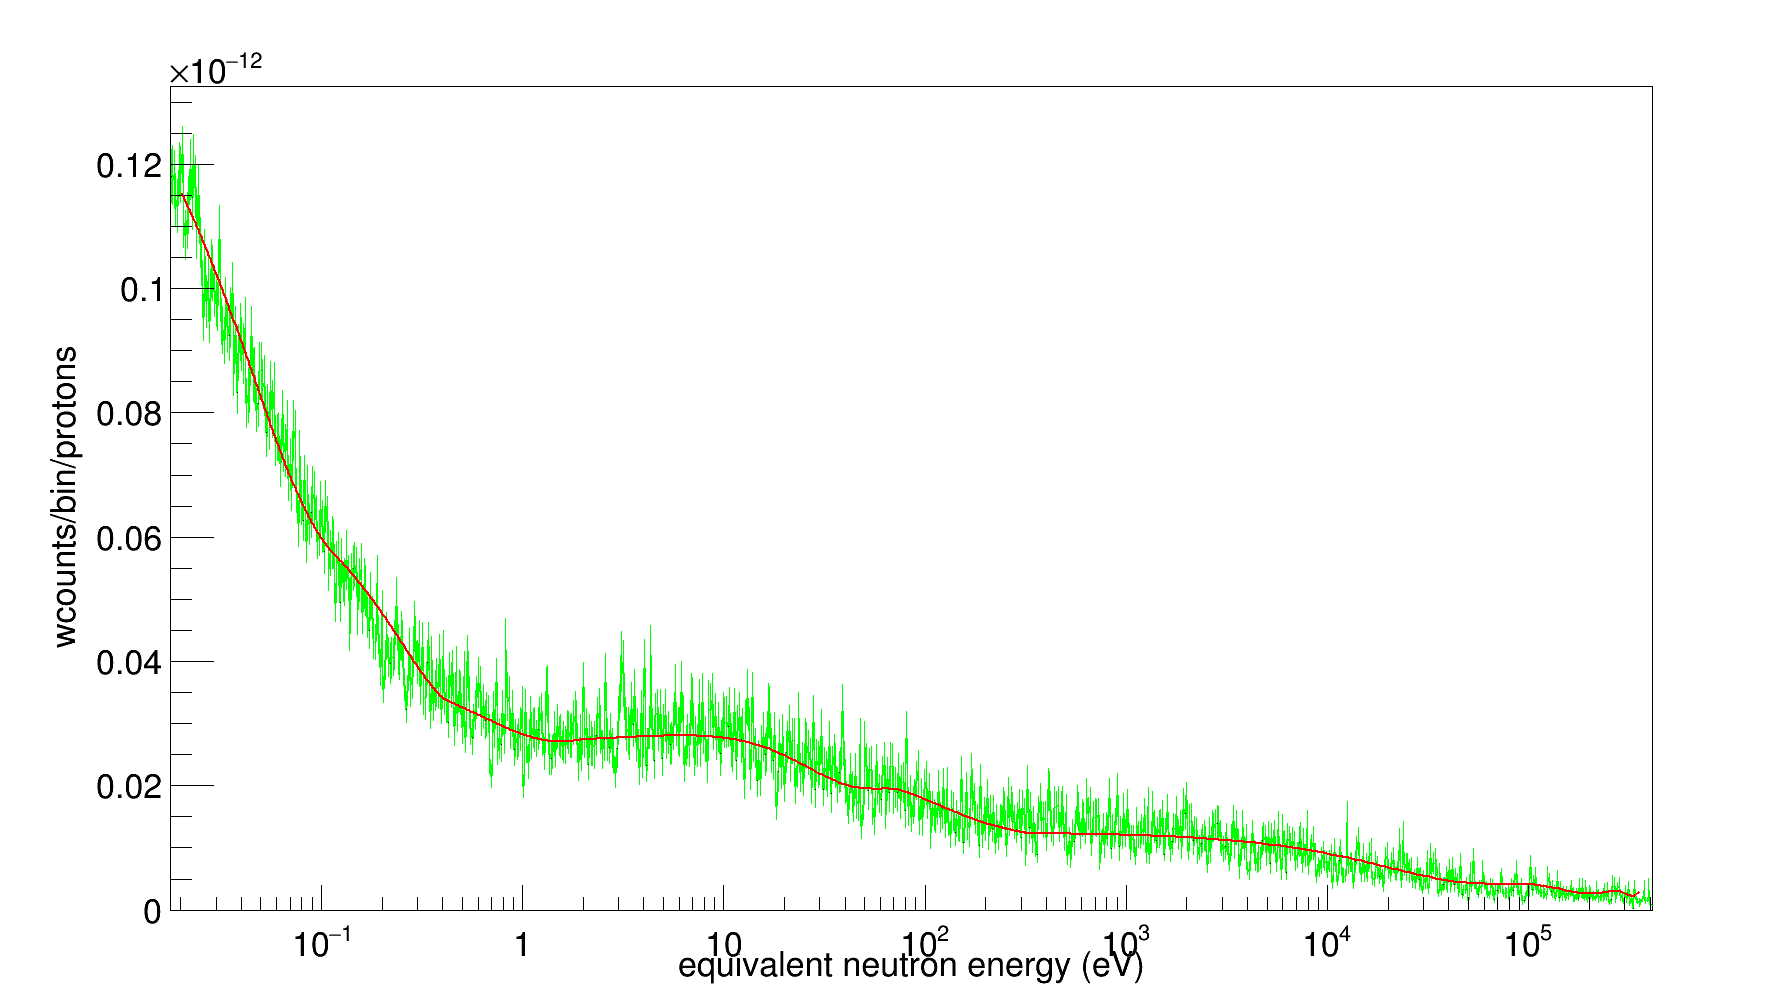 ×10⁻¹²
0.12
0.1
0.08
0.06
0.04
0.02
0
wcounts/bin/protons
10⁻¹ 1 10 10² 10³ 10⁴ 10⁵
equivalent neutron energy (eV)